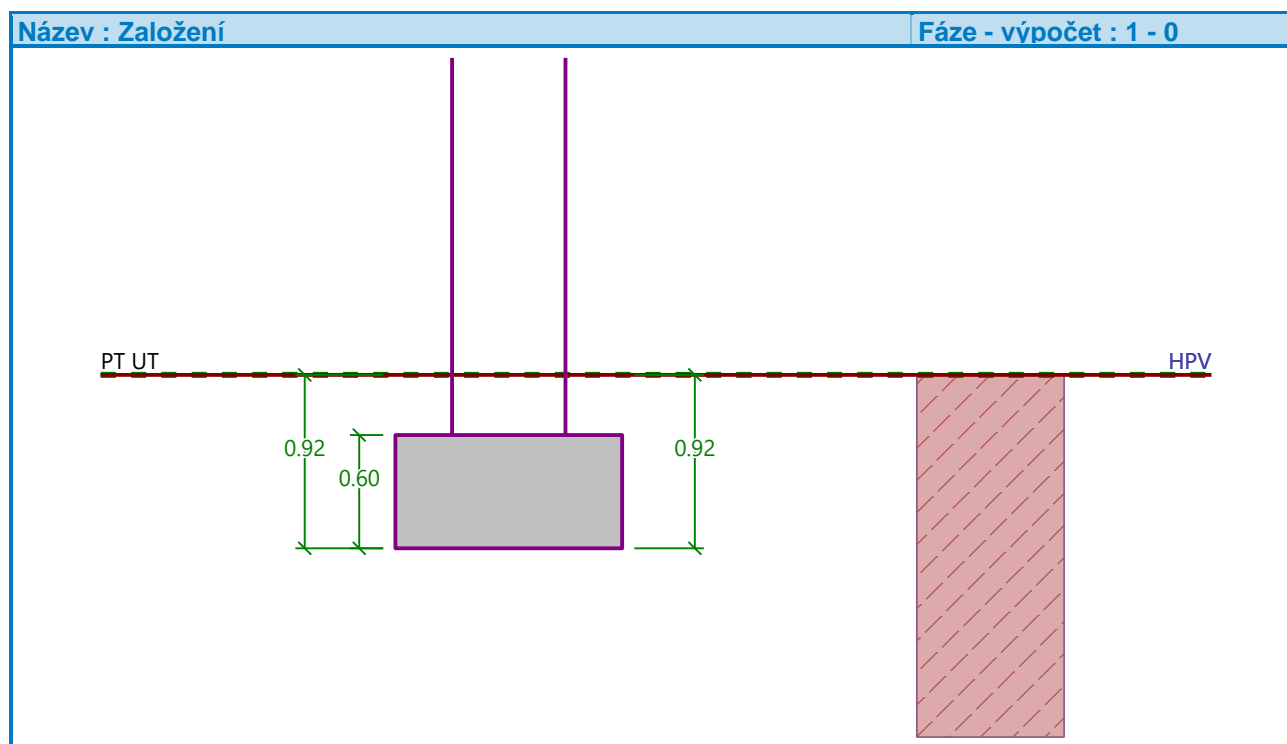 Název : Založení
Fáze - výpočet : 1 - 0
PT UT
HPV
0.92
0.60
0.92